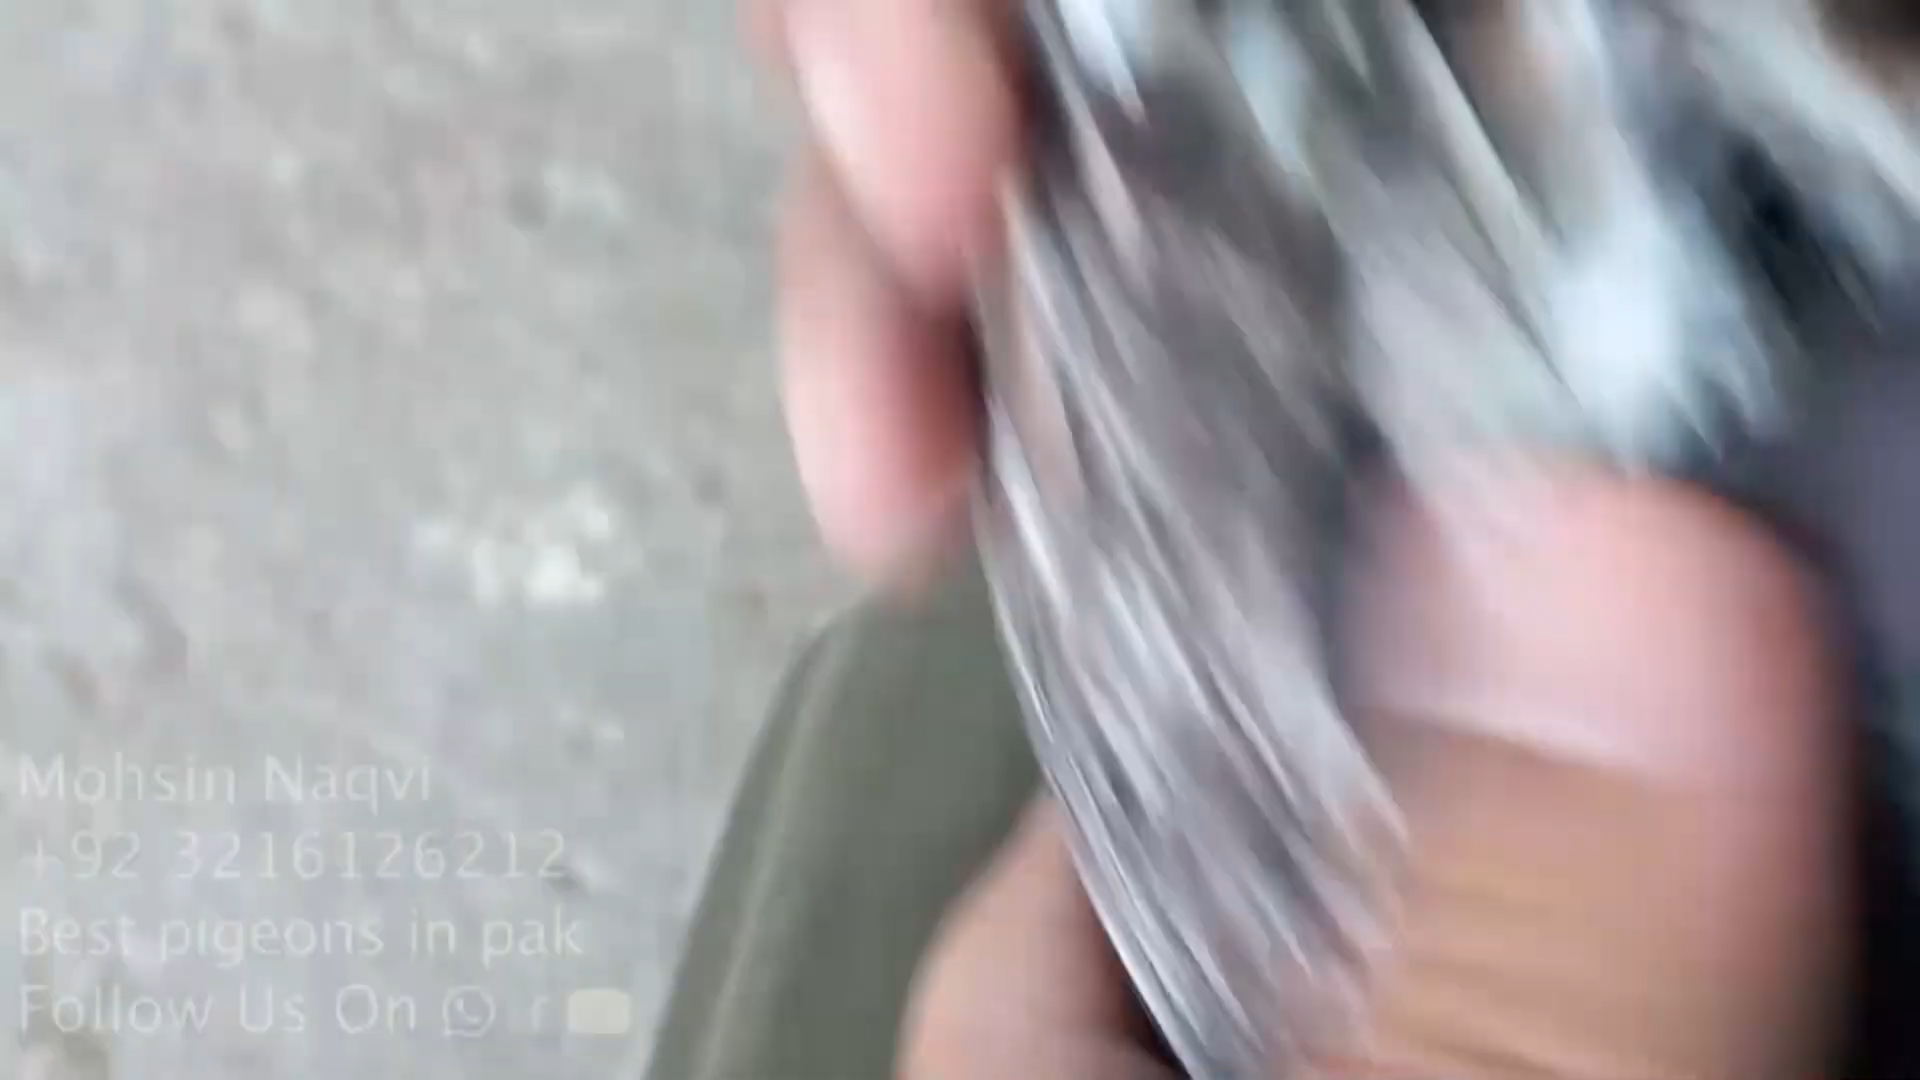 Mohsin Naqvi
+92 3216126212
Best pigeons in pak
Follow Us On